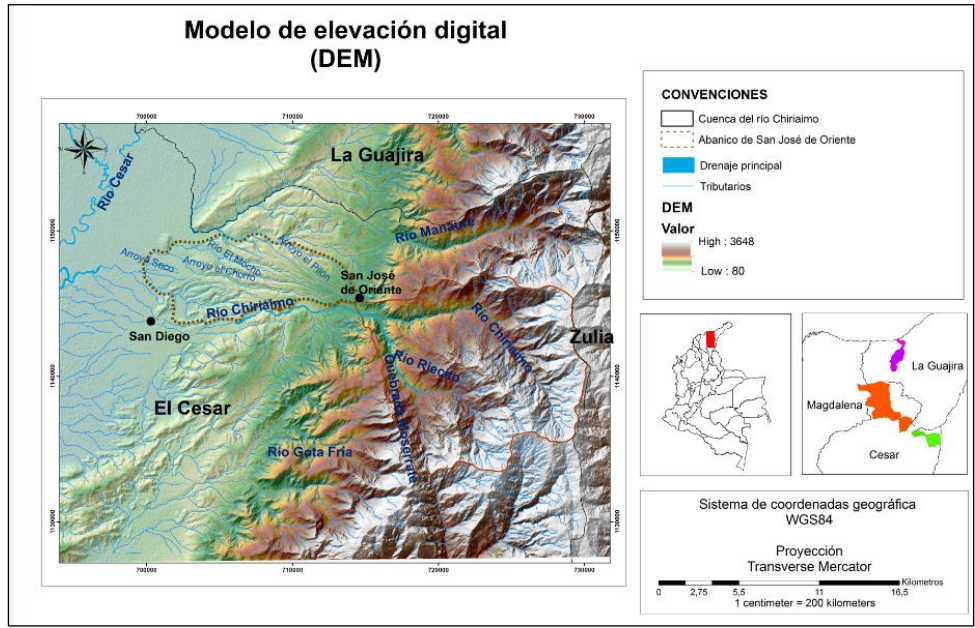 Modelo de elevación digital
(DEM)
700000
710000
720000
730000
1150000
1140000
1130000
1150000
1140000
1130000
700000
710000
720000
730000
La Guajira
Río Cesar
Río Manaure
Río El Mocho
Arroyo el Pilón
Arroyo Seco
Arroyo el Chorro
San José
de Oriente
Río Chiriaimo
Río Chiriaimo
San Diego
Zulia
Río Riecito
Quebrada Mosorrate
El Cesar
Río Gota Fría
CONVENCIONES
Cuenca del río Chiriaimo
Abanico de San José de Oriente
Drenaje principal
Tributarios
DEM
Valor
High : 3648
Low : 80
La Guajira
Magdalena
Cesar
Sistema de coordenadas geográfica
WGS84
Proyección
Transverse Mercator
Kilometros
0 2,75 5,5 11 16,5
1 centimeter = 200 kilometers